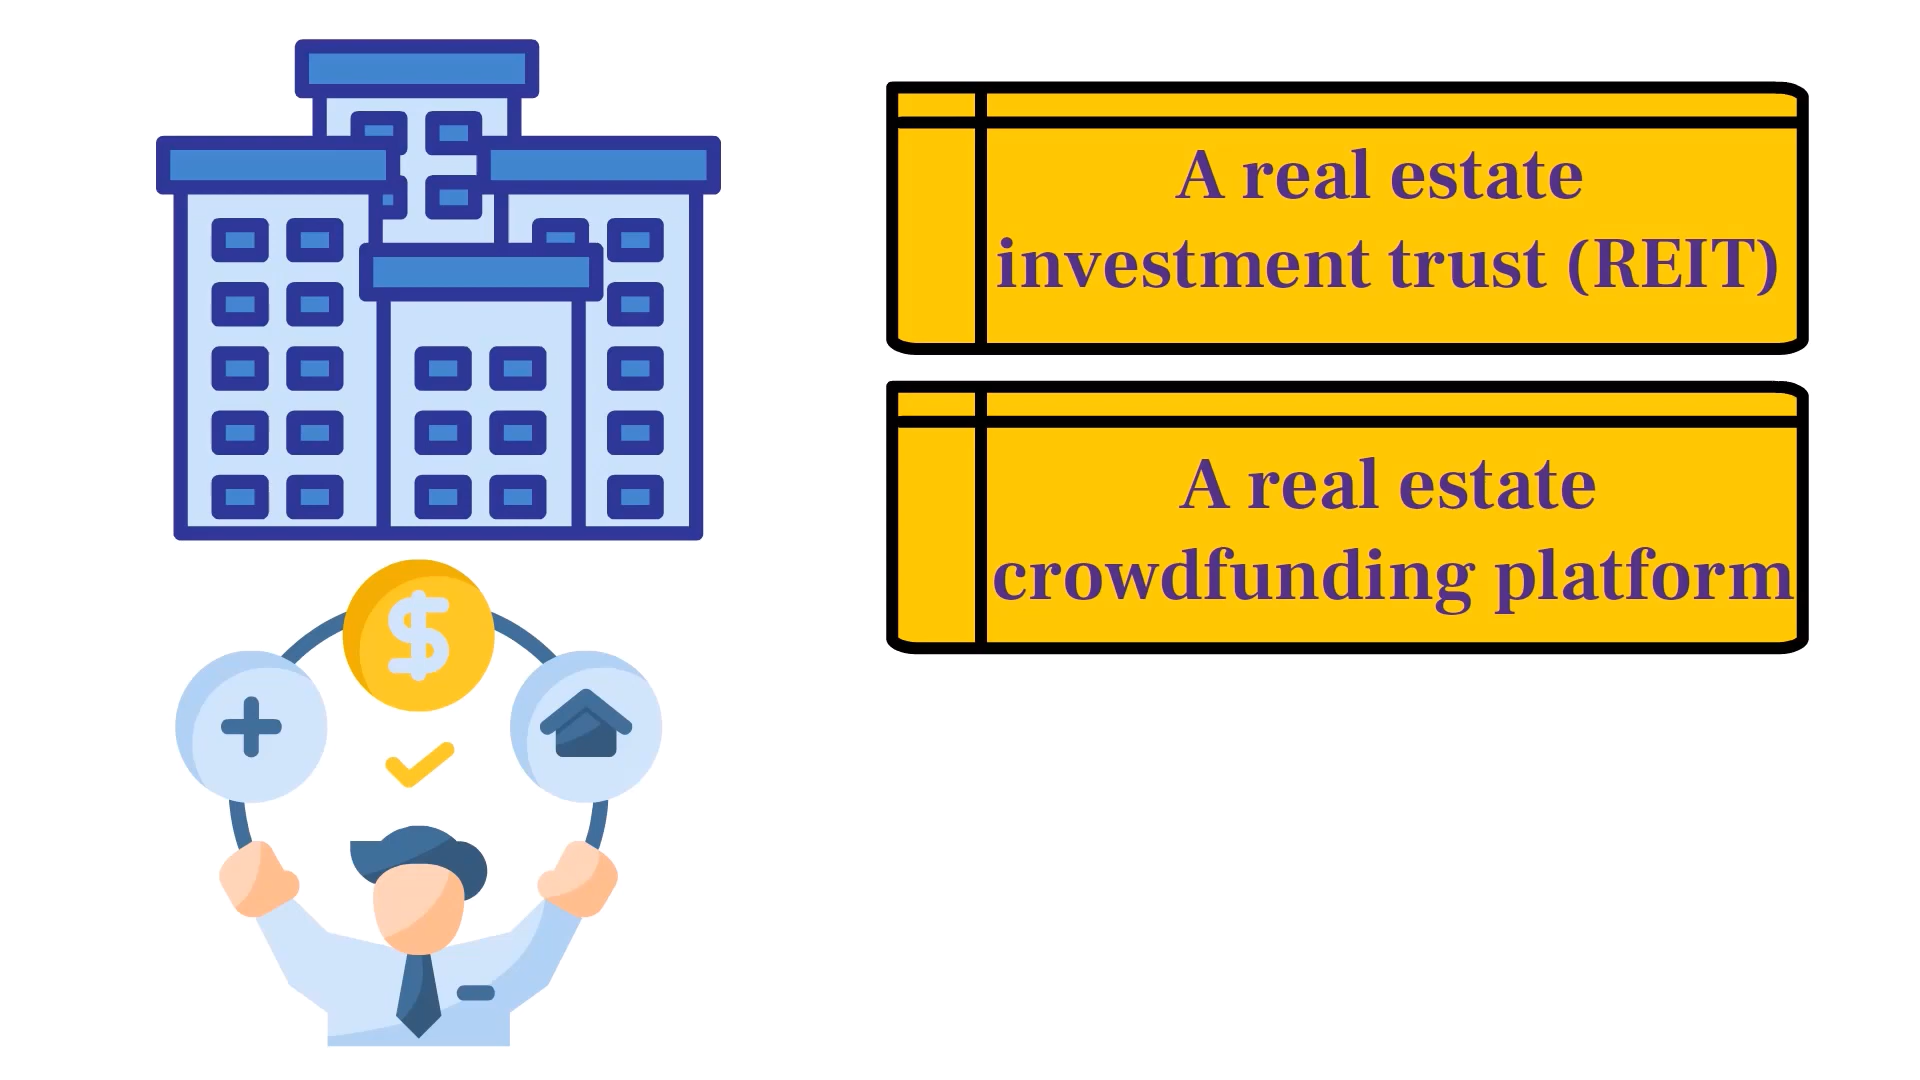 A real estate
investment trust (REIT)
A real estate
crowdfunding platform
$